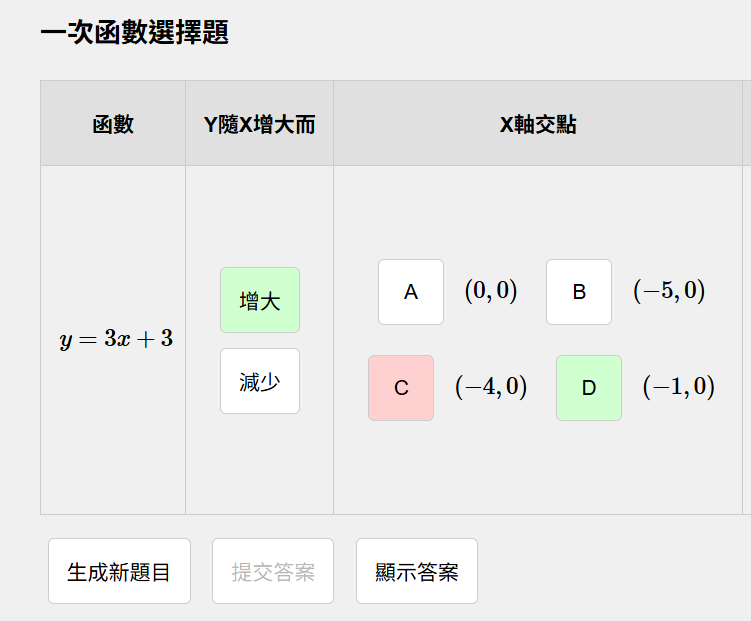 一次函數選擇題
函數 Y隨X增大而 X軸交點
y = 3x + 3
增大
減少
A (0, 0) B (−5, 0)
C (−4, 0) D (−1, 0)
生成新題目 提交答案 顯示答案